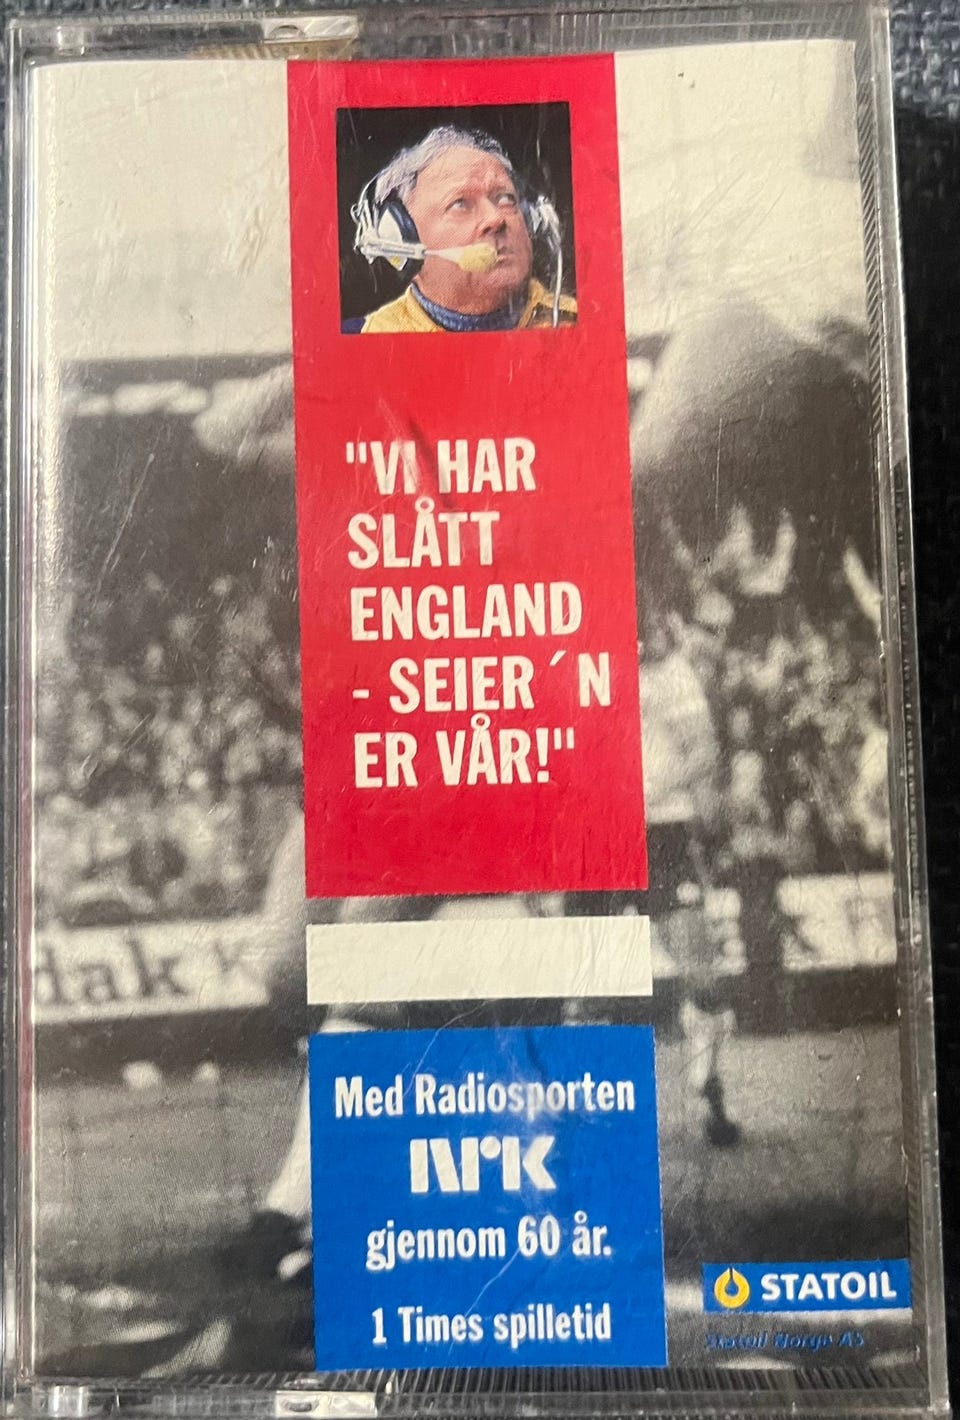 "VI HAR
SLÅTT
ENGLAND
- SEIER´N
ER VÅR!"
dak K
Med Radiosporten
NRK
gjennom 60 år.
1 Times spilletid
STATOIL
Statoil Norge AS